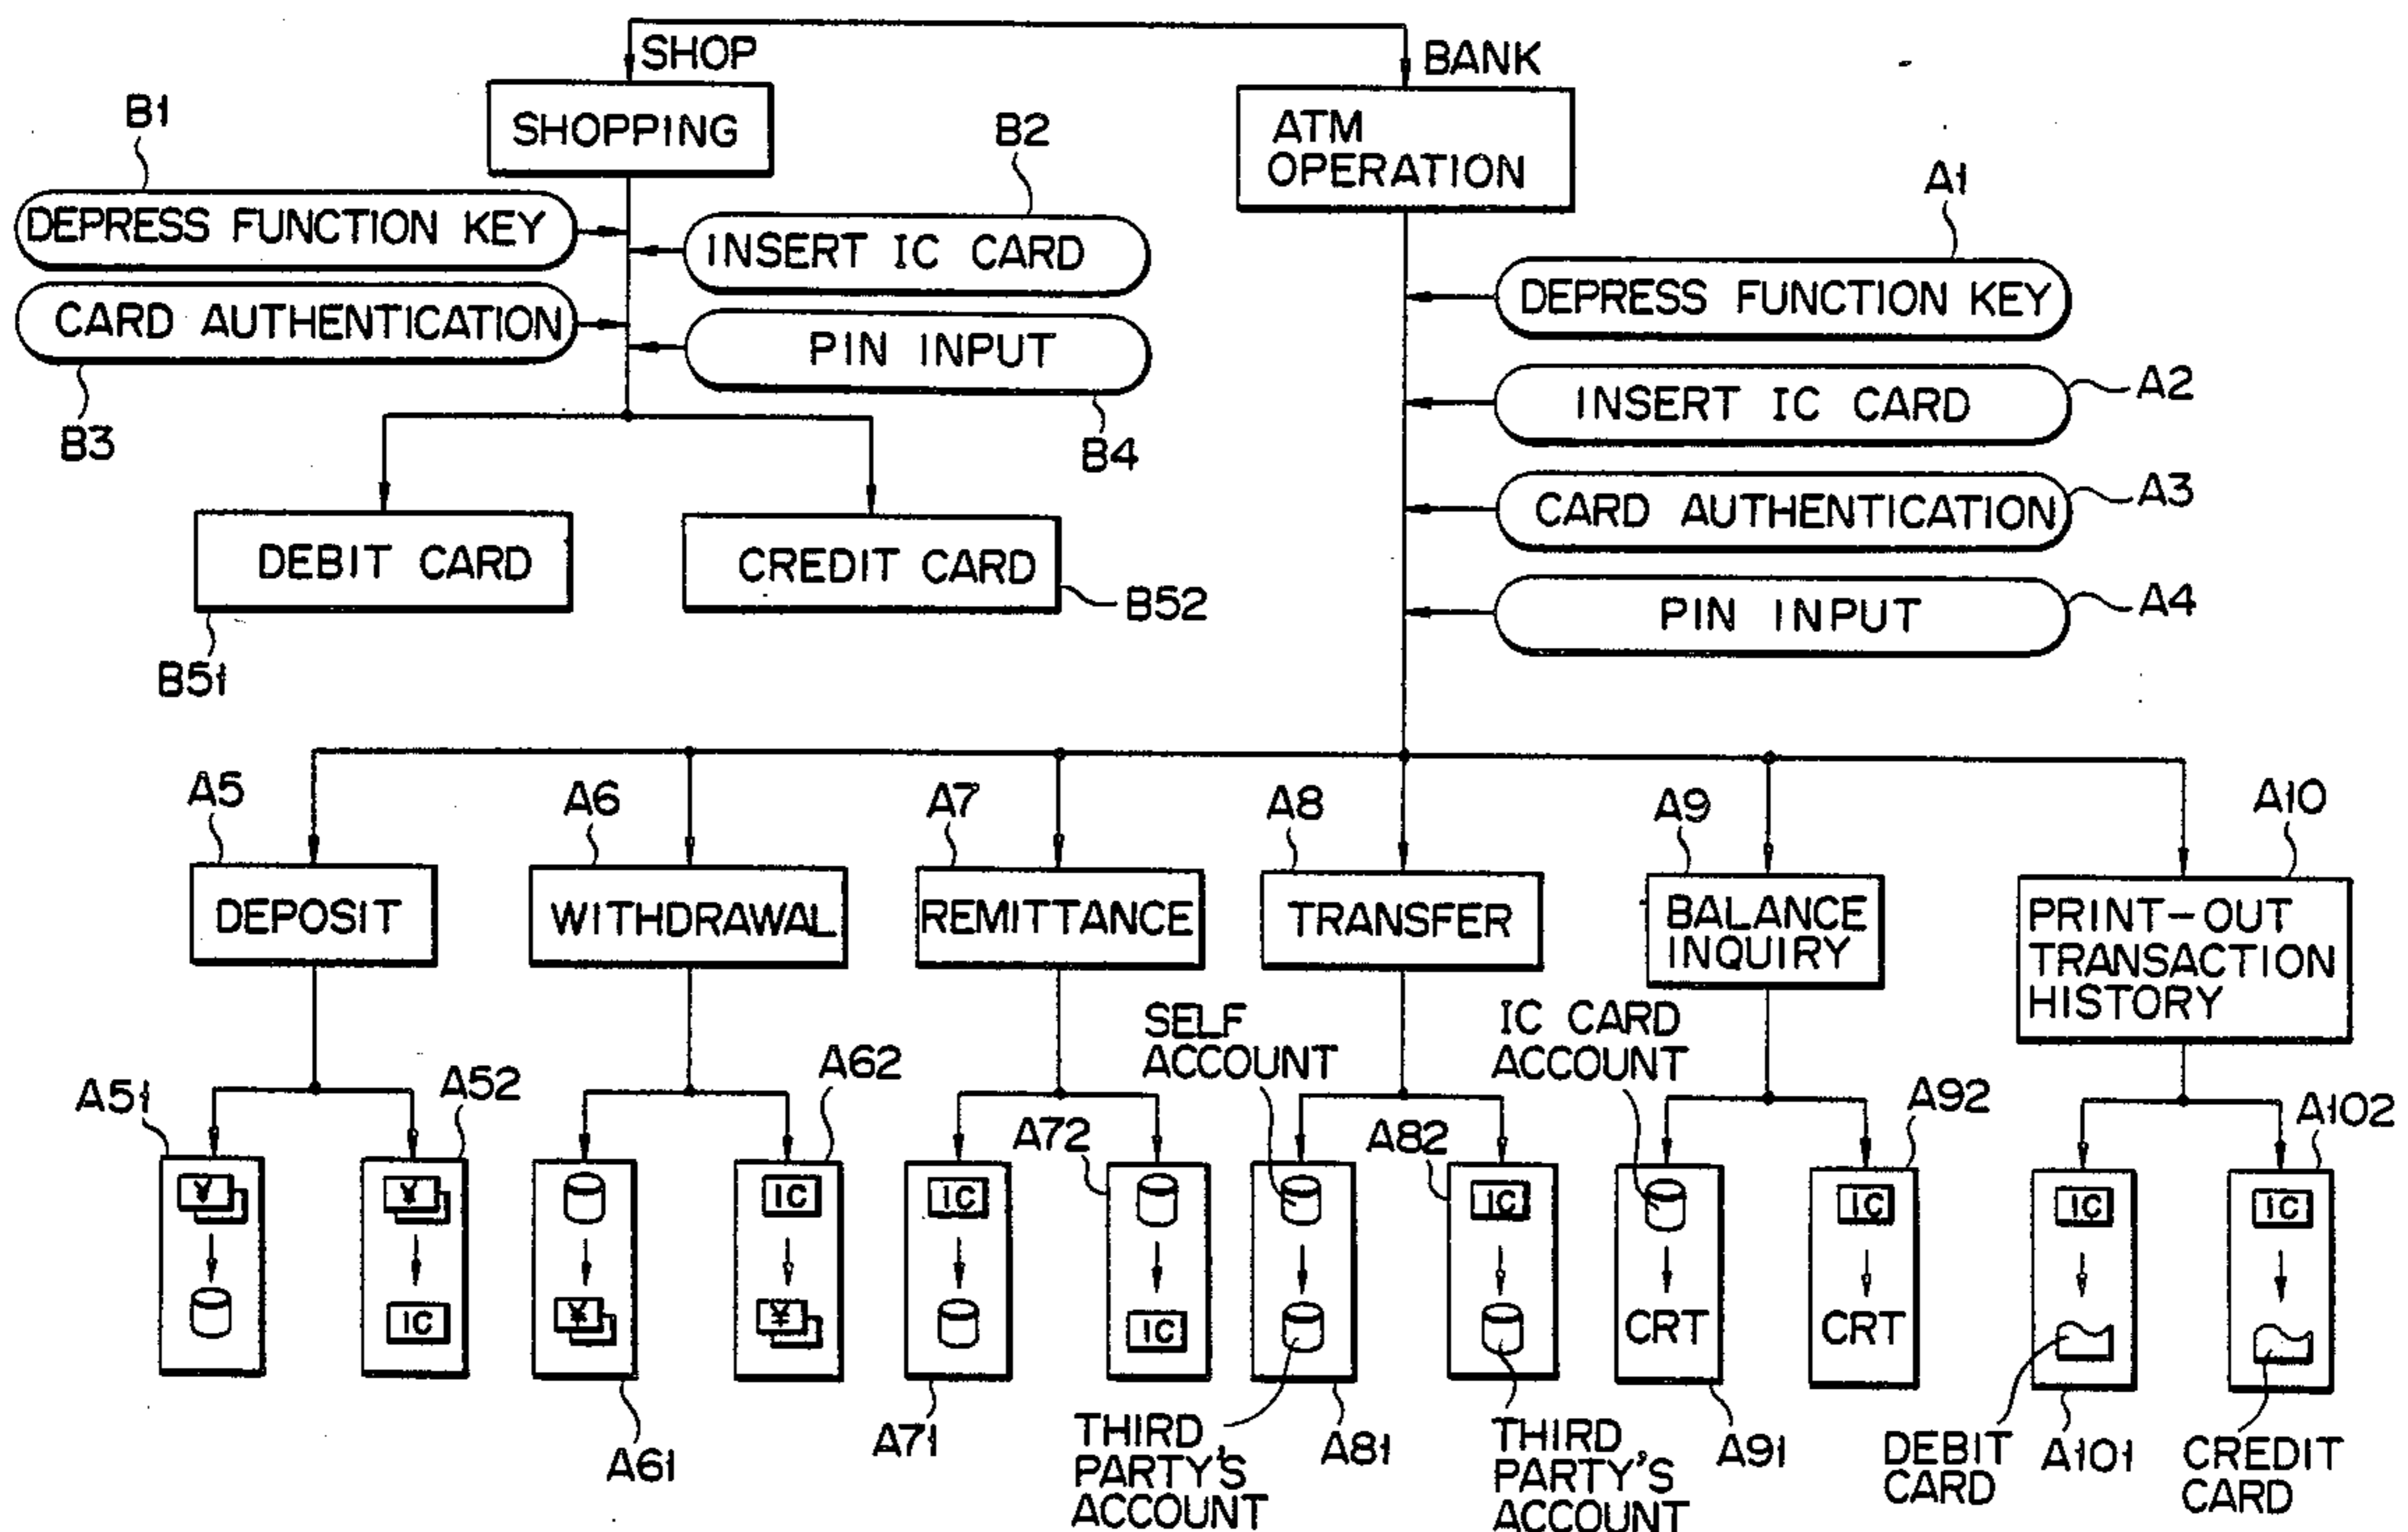 SHOP
BANK
SHOPPING
ATM
OPERATION
B1
B2
A1
DEPRESS FUNCTION KEY
INSERT IC CARD
DEPRESS FUNCTION KEY
CARD AUTHENTICATION
PIN INPUT
INSERT IC CARD
A2
B3
B4
CARD AUTHENTICATION
A3
DEBIT CARD
CREDIT CARD
B52
PIN INPUT
A4
B51
A5
A6
A7
A8
A9
A10
DEPOSIT
WITHDRAWAL
REMITTANCE
TRANSFER
BALANCE
INQUIRY
PRINT-OUT
TRANSACTION
HISTORY
SELF
ACCOUNT
IC CARD
ACCOUNT
A51
A52
A62
A72
A82
A92
A102
¥
¥
IC
IC
IC
IC
IC
IC
IC
¥
¥
IC
CRT
CRT
A61
A71
THIRD
PARTY'S
ACCOUNT
A81
THIRD
PARTY'S
ACCOUNT
A91
DEBIT
CARD
A101
CREDIT
CARD